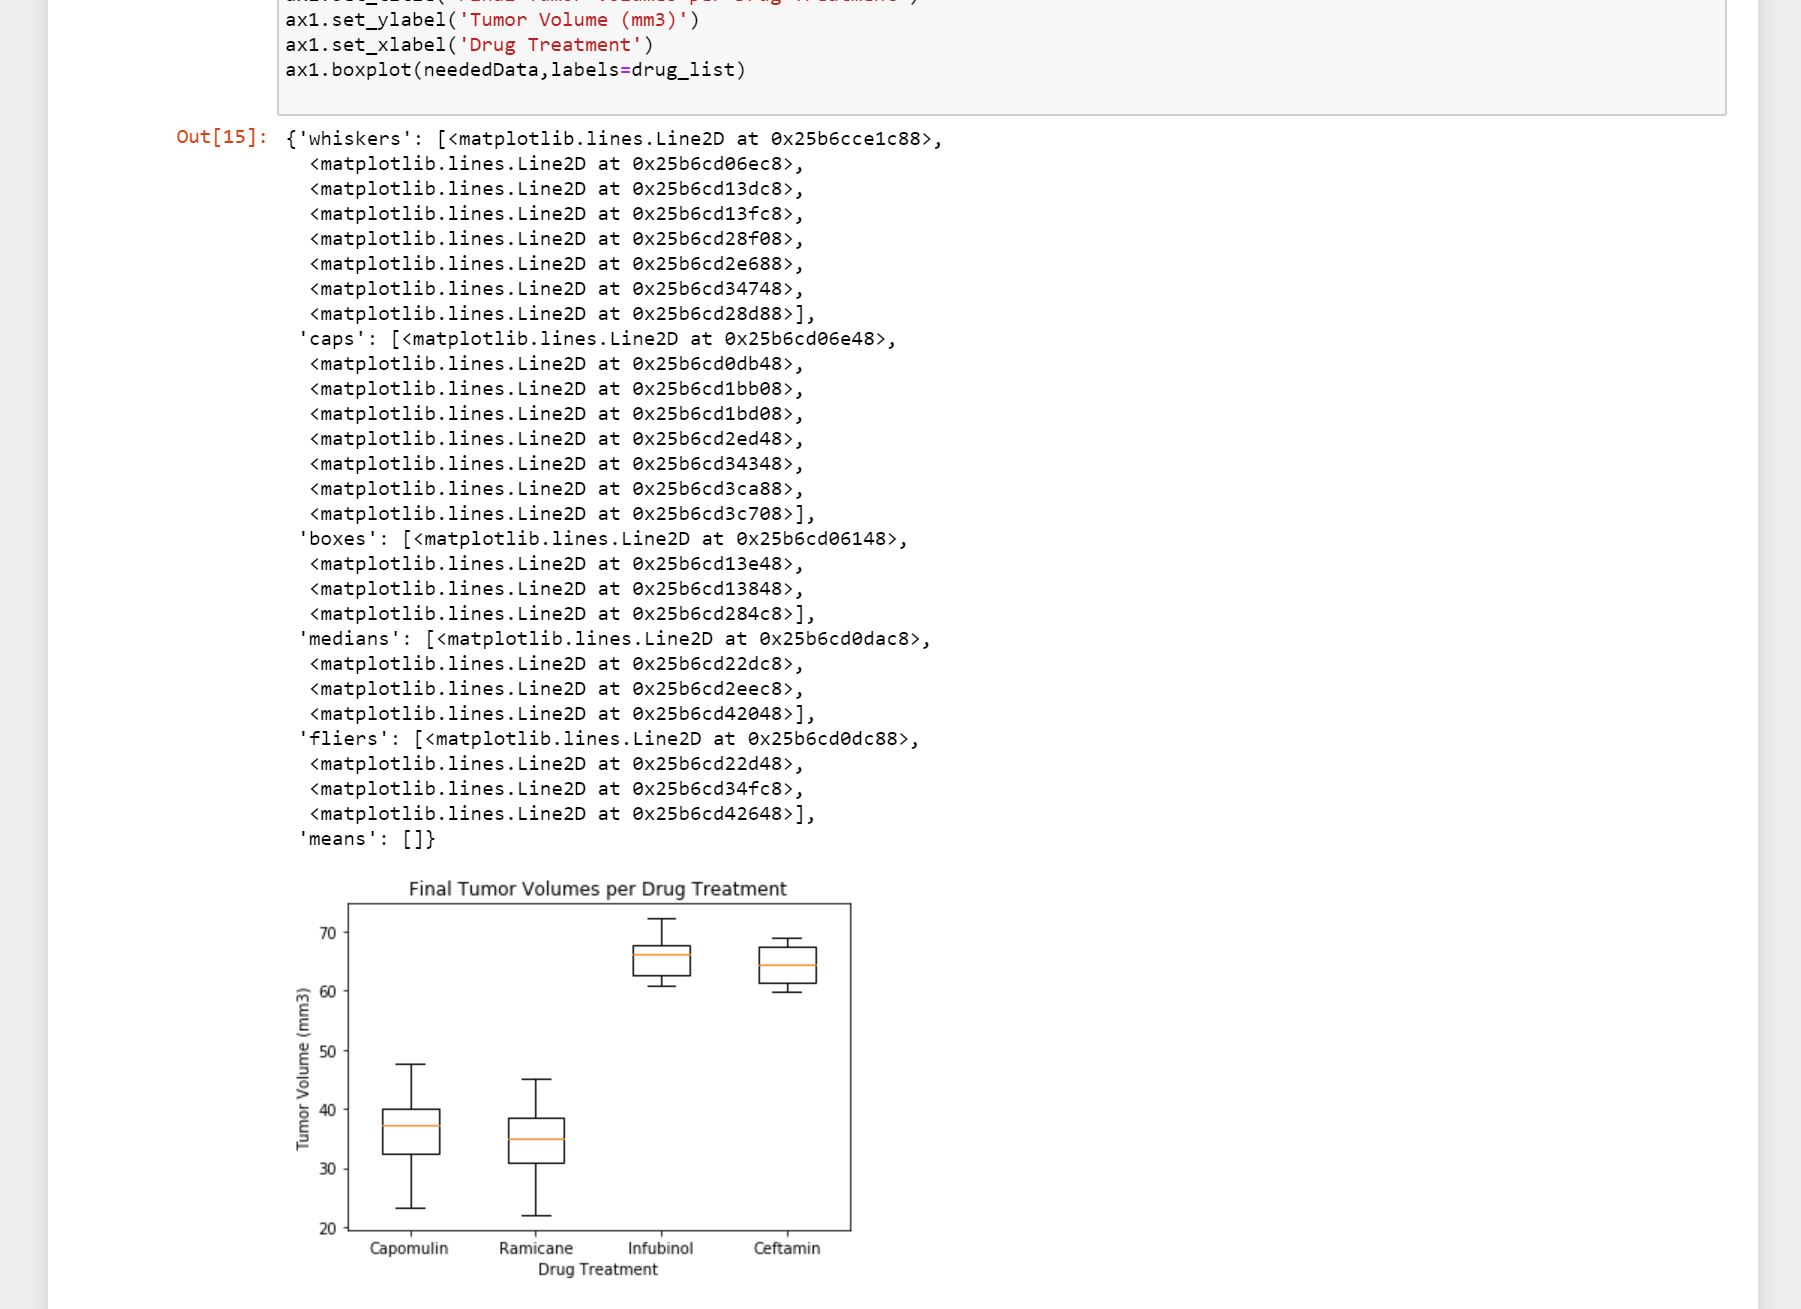 ax1.set_title('Final Tumor Volumes per Drug Treatment')
ax1.set_ylabel('Tumor Volume (mm3)')
ax1.set_xlabel('Drug Treatment')
ax1.boxplot(neededData,labels=drug_list)
Out[15]: {'whiskers': [<matplotlib.lines.Line2D at 0x25b6cce1c88>,
<matplotlib.lines.Line2D at 0x25b6cd06ec8>,
<matplotlib.lines.Line2D at 0x25b6cd13dc8>,
<matplotlib.lines.Line2D at 0x25b6cd13fc8>,
<matplotlib.lines.Line2D at 0x25b6cd28f08>,
<matplotlib.lines.Line2D at 0x25b6cd2e688>,
<matplotlib.lines.Line2D at 0x25b6cd34748>,
<matplotlib.lines.Line2D at 0x25b6cd28d88>],
'caps': [<matplotlib.lines.Line2D at 0x25b6cd06e48>,
<matplotlib.lines.Line2D at 0x25b6cd0db48>,
<matplotlib.lines.Line2D at 0x25b6cd1bb08>,
<matplotlib.lines.Line2D at 0x25b6cd1bd08>,
<matplotlib.lines.Line2D at 0x25b6cd2ed48>,
<matplotlib.lines.Line2D at 0x25b6cd34348>,
<matplotlib.lines.Line2D at 0x25b6cd3ca88>,
<matplotlib.lines.Line2D at 0x25b6cd3c708>],
'boxes': [<matplotlib.lines.Line2D at 0x25b6cd06148>,
<matplotlib.lines.Line2D at 0x25b6cd13e48>,
<matplotlib.lines.Line2D at 0x25b6cd13848>,
<matplotlib.lines.Line2D at 0x25b6cd284c8>],
'medians': [<matplotlib.lines.Line2D at 0x25b6cd0dac8>,
<matplotlib.lines.Line2D at 0x25b6cd22dc8>,
<matplotlib.lines.Line2D at 0x25b6cd2eec8>,
<matplotlib.lines.Line2D at 0x25b6cd42048>],
'fliers': [<matplotlib.lines.Line2D at 0x25b6cd0dc88>,
<matplotlib.lines.Line2D at 0x25b6cd22d48>,
<matplotlib.lines.Line2D at 0x25b6cd34fc8>,
<matplotlib.lines.Line2D at 0x25b6cd42648>],
'means': []}
Final Tumor Volumes per Drug Treatment
Tumor Volume (mm3)
70
60
50
40
30
20
Capomulin Ramicane Infubinol Ceftamin
Drug Treatment